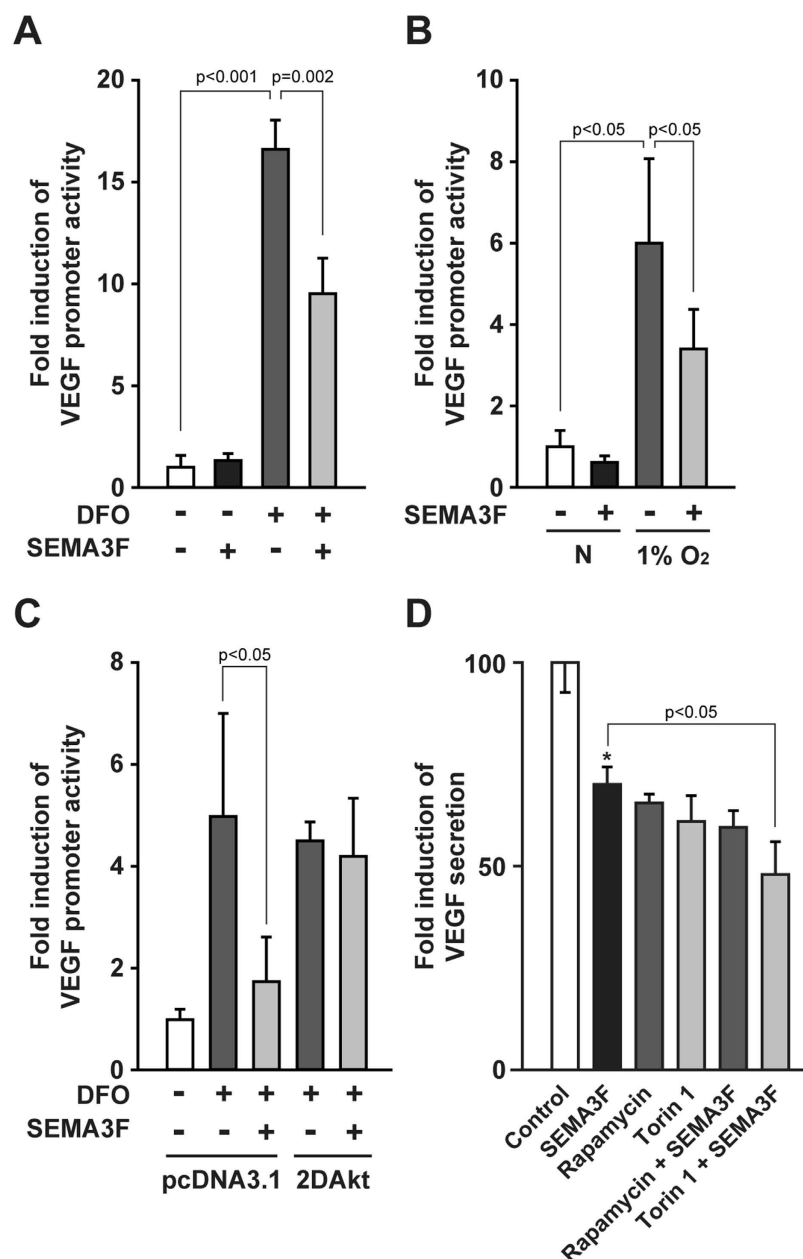 A
Fold induction of
VEGF promoter activity
20
15
10
5
0
p<0.001
p=0.002
DFO - - + +
SEMA3F - + - +
B
Fold induction of
VEGF promoter activity
10
8
6
4
2
0
p<0.05
p<0.05
SEMA3F - + - +
N
1% O₂
C
Fold induction of
VEGF promoter activity
8
6
4
2
0
p<0.05
DFO - + + + +
SEMA3F - - + - +
pcDNA3.1
2DAkt
D
Fold induction of
VEGF secretion
100
50
0
*
p<0.05
Control
SEMA3F
Rapamycin
Torin 1
Rapamycin + SEMA3F
Torin 1 + SEMA3F